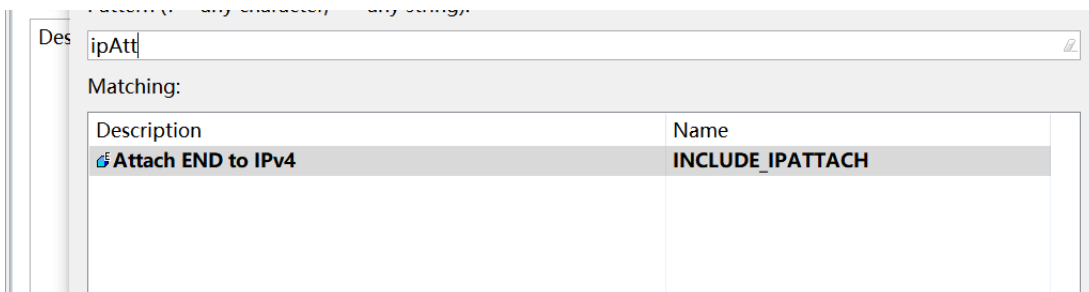 Des
ipAtt
Matching:
Description Name
Attach END to IPv4 INCLUDE_IPATTACH